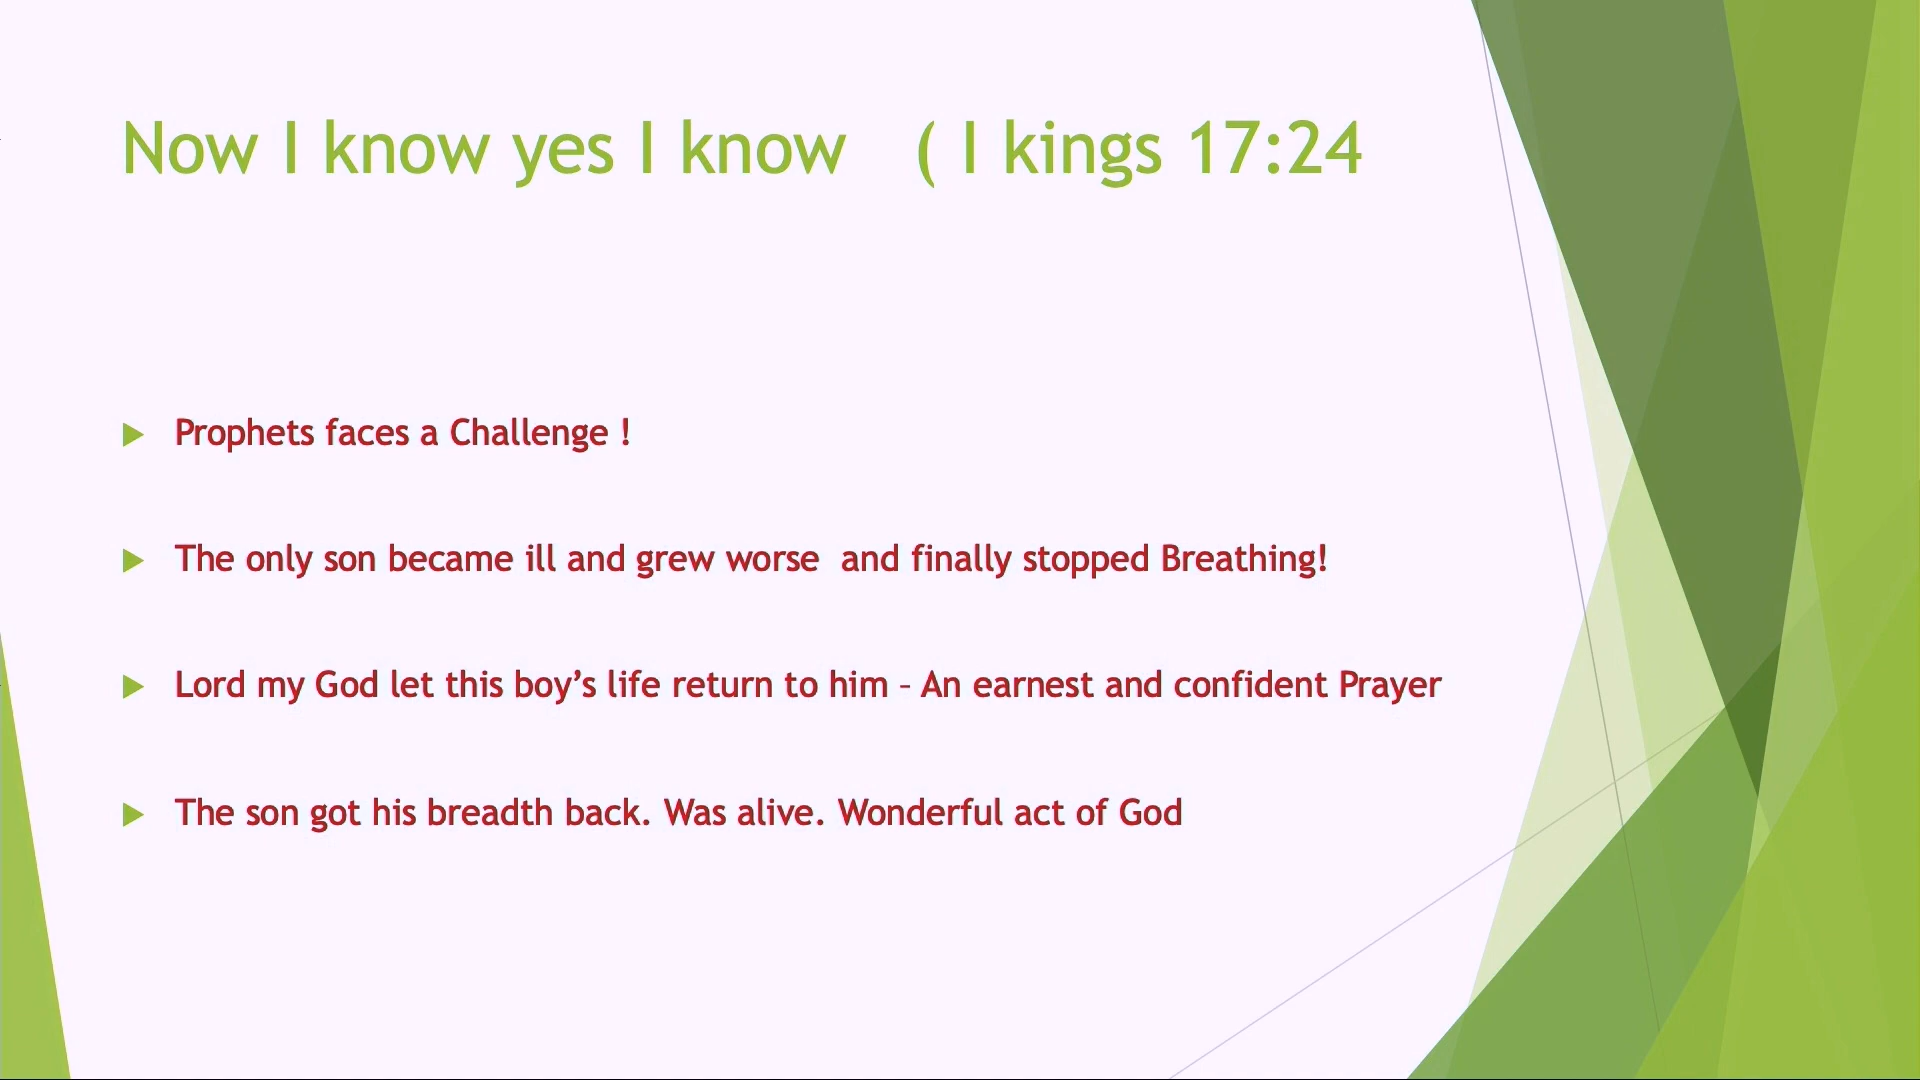 Now I know yes I know   ( I kings 17:24
Prophets faces a Challenge !
The only son became ill and grew worse  and finally stopped Breathing!
Lord my God let this boy’s life return to him – An earnest and confident Prayer
The son got his breadth back. Was alive. Wonderful act of God